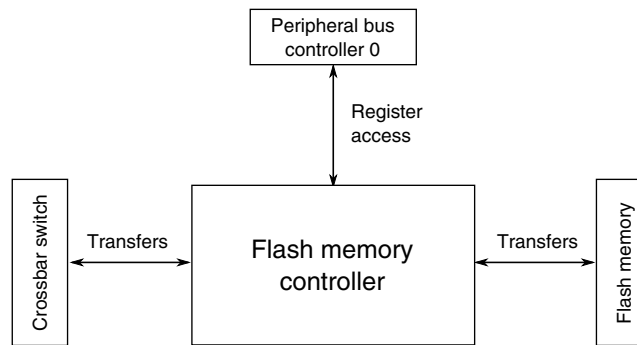 Peripheral bus
controller 0
Register
access
Crossbar switch
Transfers
Flash memory
controller
Transfers
Flash memory